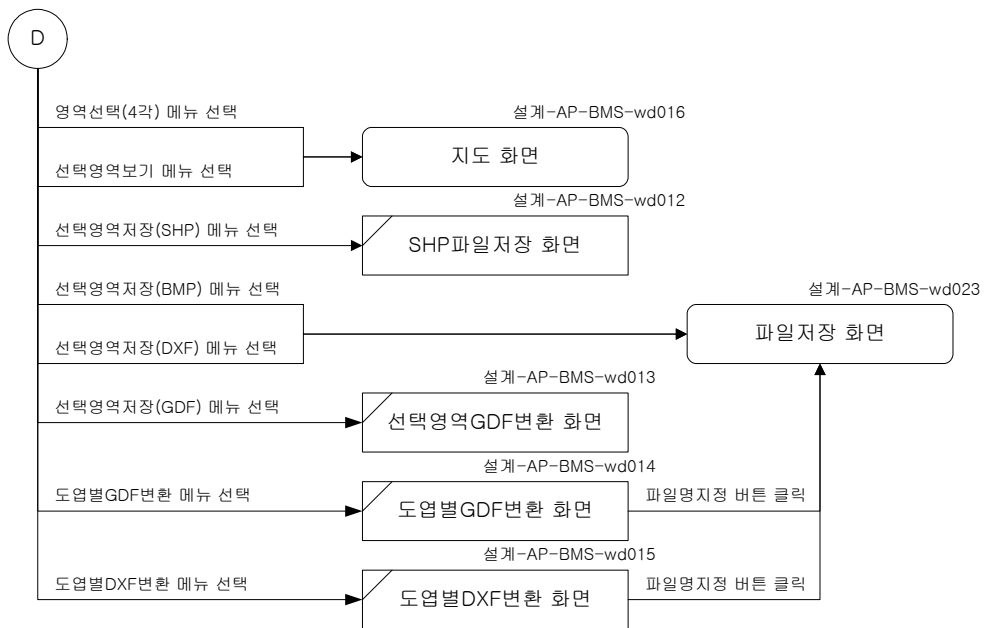 D
영역선택(4각) 메뉴 선택
설계-AP-BMS-wd016
지도 화면
선택영역보기 메뉴 선택
설계-AP-BMS-wd012
선택영역저장(SHP) 메뉴 선택
SHP파일저장 화면
선택영역저장(BMP) 메뉴 선택
설계-AP-BMS-wd023
파일저장 화면
선택영역저장(DXF) 메뉴 선택
설계-AP-BMS-wd013
선택영역저장(GDF) 메뉴 선택
선택영역GDF변환 화면
설계-AP-BMS-wd014
도엽별GDF변환 메뉴 선택
도엽별GDF변환 화면
파일명지정 버튼 클릭
설계-AP-BMS-wd015
도엽별DXF변환 메뉴 선택
도엽별DXF변환 화면
파일명지정 버튼 클릭